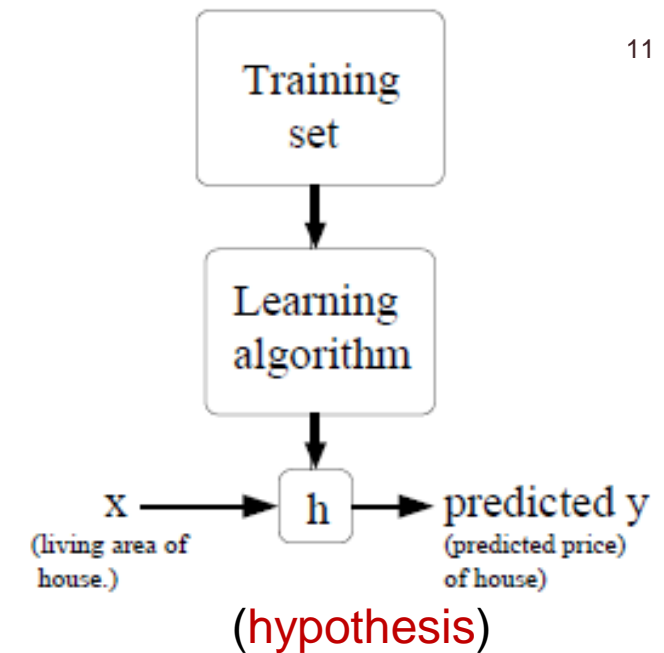 11
Training
set
Learning
algorithm
x
h
predicted y
(living area of
house.)
(predicted price)
of house)
(hypothesis)